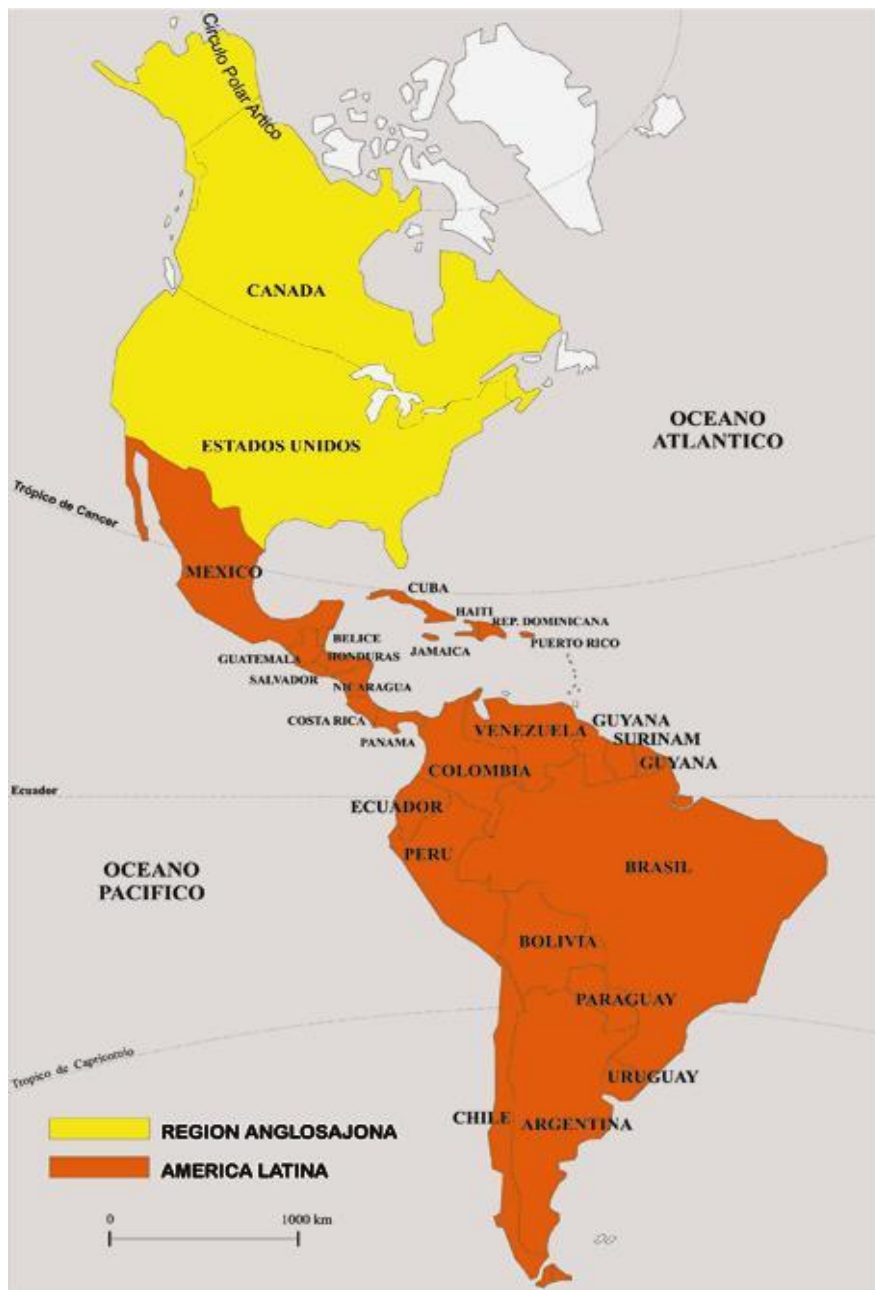 Círculo Polar Artico
CANADA
ESTADOS UNIDOS
OCEANO
ATLANTICO
Trópico de Cancer
MEXICO
CUBA
HAITI
REP. DOMINICANA
PUERTO RICO
JAMAICA
BELICE
GUATEMALA
HONDURAS
SALVADOR
NICARAGUA
COSTA RICA
PANAMA
VENEZUELA
GUYANA
SURINAM
GUYANA
COLOMBIA
Ecuador
ECUADOR
PERU
BRASIL
OCEANO
PACIFICO
BOLIVIA
PARAGUAY
Tropico de Capricornio
URUGUAY
CHILE
ARGENTINA
REGION ANGLOSAJONA
AMERICA LATINA
0 1000 km